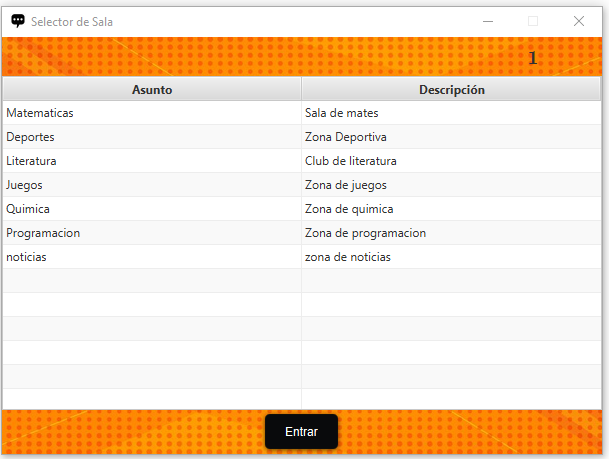 Selector de Sala
1
Asunto Descripción
Matematicas Sala de mates
Deportes Zona Deportiva
Literatura Club de literatura
Juegos Zona de juegos
Quimica Zona de quimica
Programacion Zona de programacion
noticias zona de noticias
Entrar